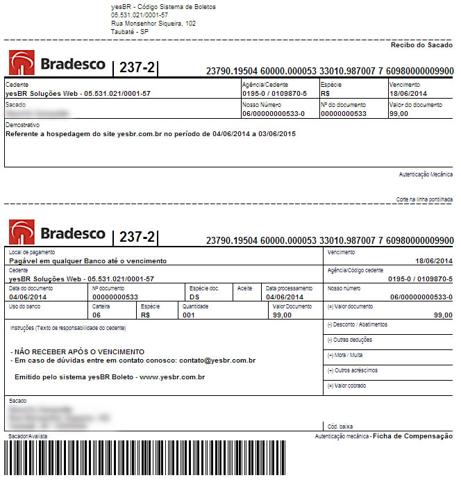 yesBR - Código Sistema de Boletos
05.531.021/0001-57
Rua Monsenhor Siqueira, 102
Taubaté - SP
Recibo do Sacado
Bradesco 237-2 23790.19504 60000.000053 33010.987007 7 60980000009900
Cedente Agência/Cedente Espécie Vencimento
yesBR Soluções Web - 05.531.021/0001-57 0195-0 / 0109870-5 R$ 18/06/2014
Sacado Nosso Número Nº do documento Valor do documento
06/00000000533-0 00000000533 99,00
Demostrativo
Referente a hospedagem do site yesbr.com.br no período de 04/06/2014 a 03/06/2015
Autenticação Mecânica
Corte na linha pontilhada
Bradesco 237-2 23790.19504 60000.000053 33010.987007 7 60980000009900
Local de pagamento Vencimento
Pagável em qualquer Banco até o vencimento 18/06/2014
Cedente Agência/Código cedente
yesBR Soluções Web - 05.531.021/0001-57 0195-0 / 0109870-5
Data do documento Nº documento Espécie doc. Aceite Data processamento Nosso número
04/06/2014 00000000533 DS 04/06/2014 06/00000000533-0
Uso do banco Carteira Espécie Quantidade Valor Documento (=) Valor documento
06 R$ 001 99,00 99,00
Instruções (Texto de responsabilidade do cedente) (-) Desconto / Abatimentos
(-) Outras deduções
- NÃO RECEBER APÓS O VENCIMENTO (+) Mora / Multa
- Em caso de dúvidas entre em contato conosco: contato@yesbr.com.br
(+) Outros acréscimos
Emitido pelo sistema yesBR Boleto - www.yesbr.com.br
(=) Valor cobrado
Sacado
Cód. baixa
Sacador/Avalista Autenticação mecânica - Ficha de Compensação